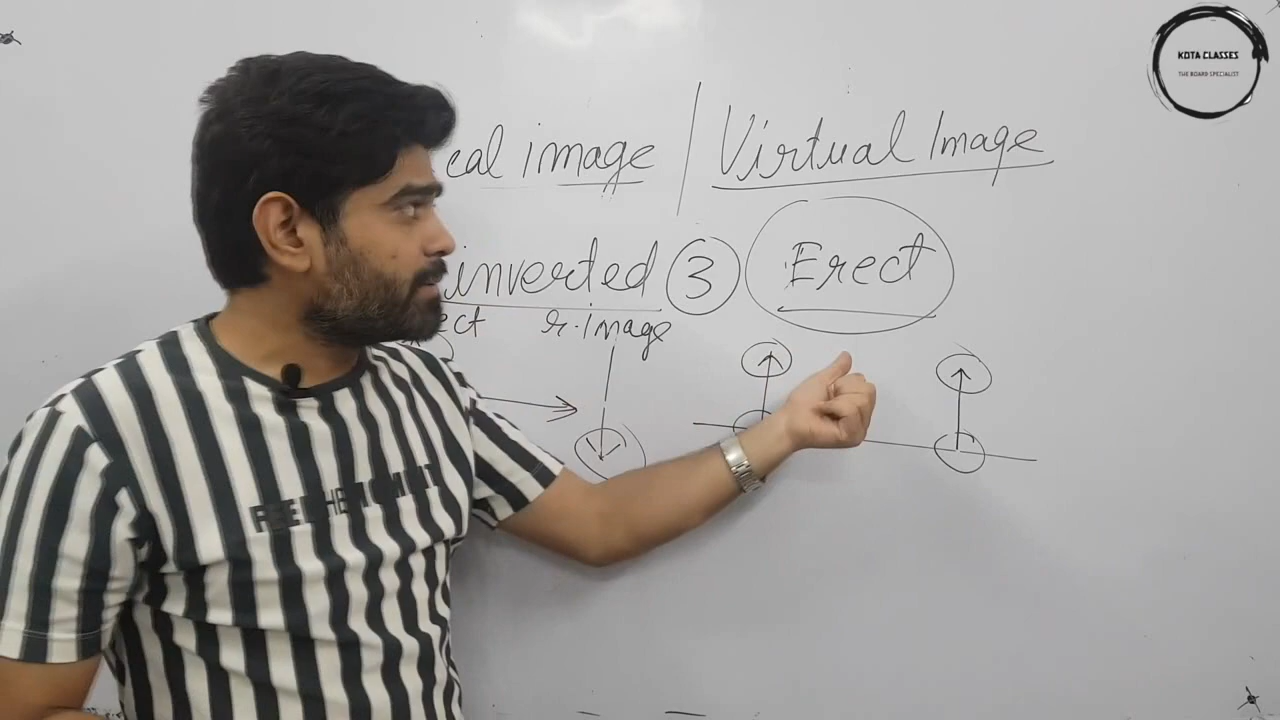 KOTA CLASSES
THE BOARD SPECIALIST
eal image / Virtual Image
inverted ③ Erect
ect r.image